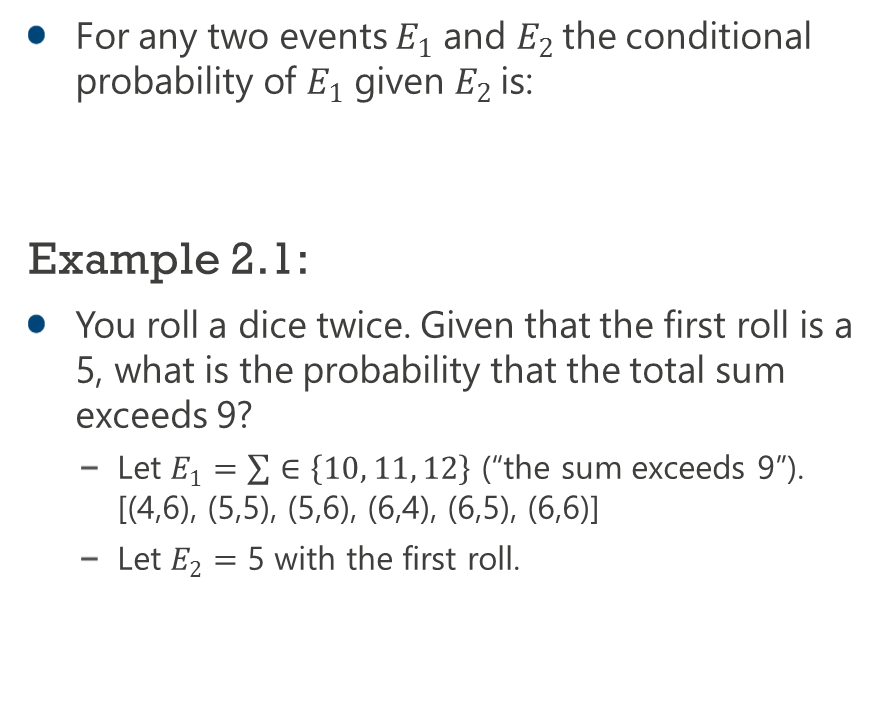 • For any two events E₁ and E₂ the conditional
probability of E₁ given E₂ is:
Example 2.1:
• You roll a dice twice. Given that the first roll is a
5, what is the probability that the total sum
exceeds 9?
– Let E₁ = ∑ ∈ {10, 11, 12} (“the sum exceeds 9”).
[(4,6), (5,5), (5,6), (6,4), (6,5), (6,6)]
– Let E₂ = 5 with the first roll.